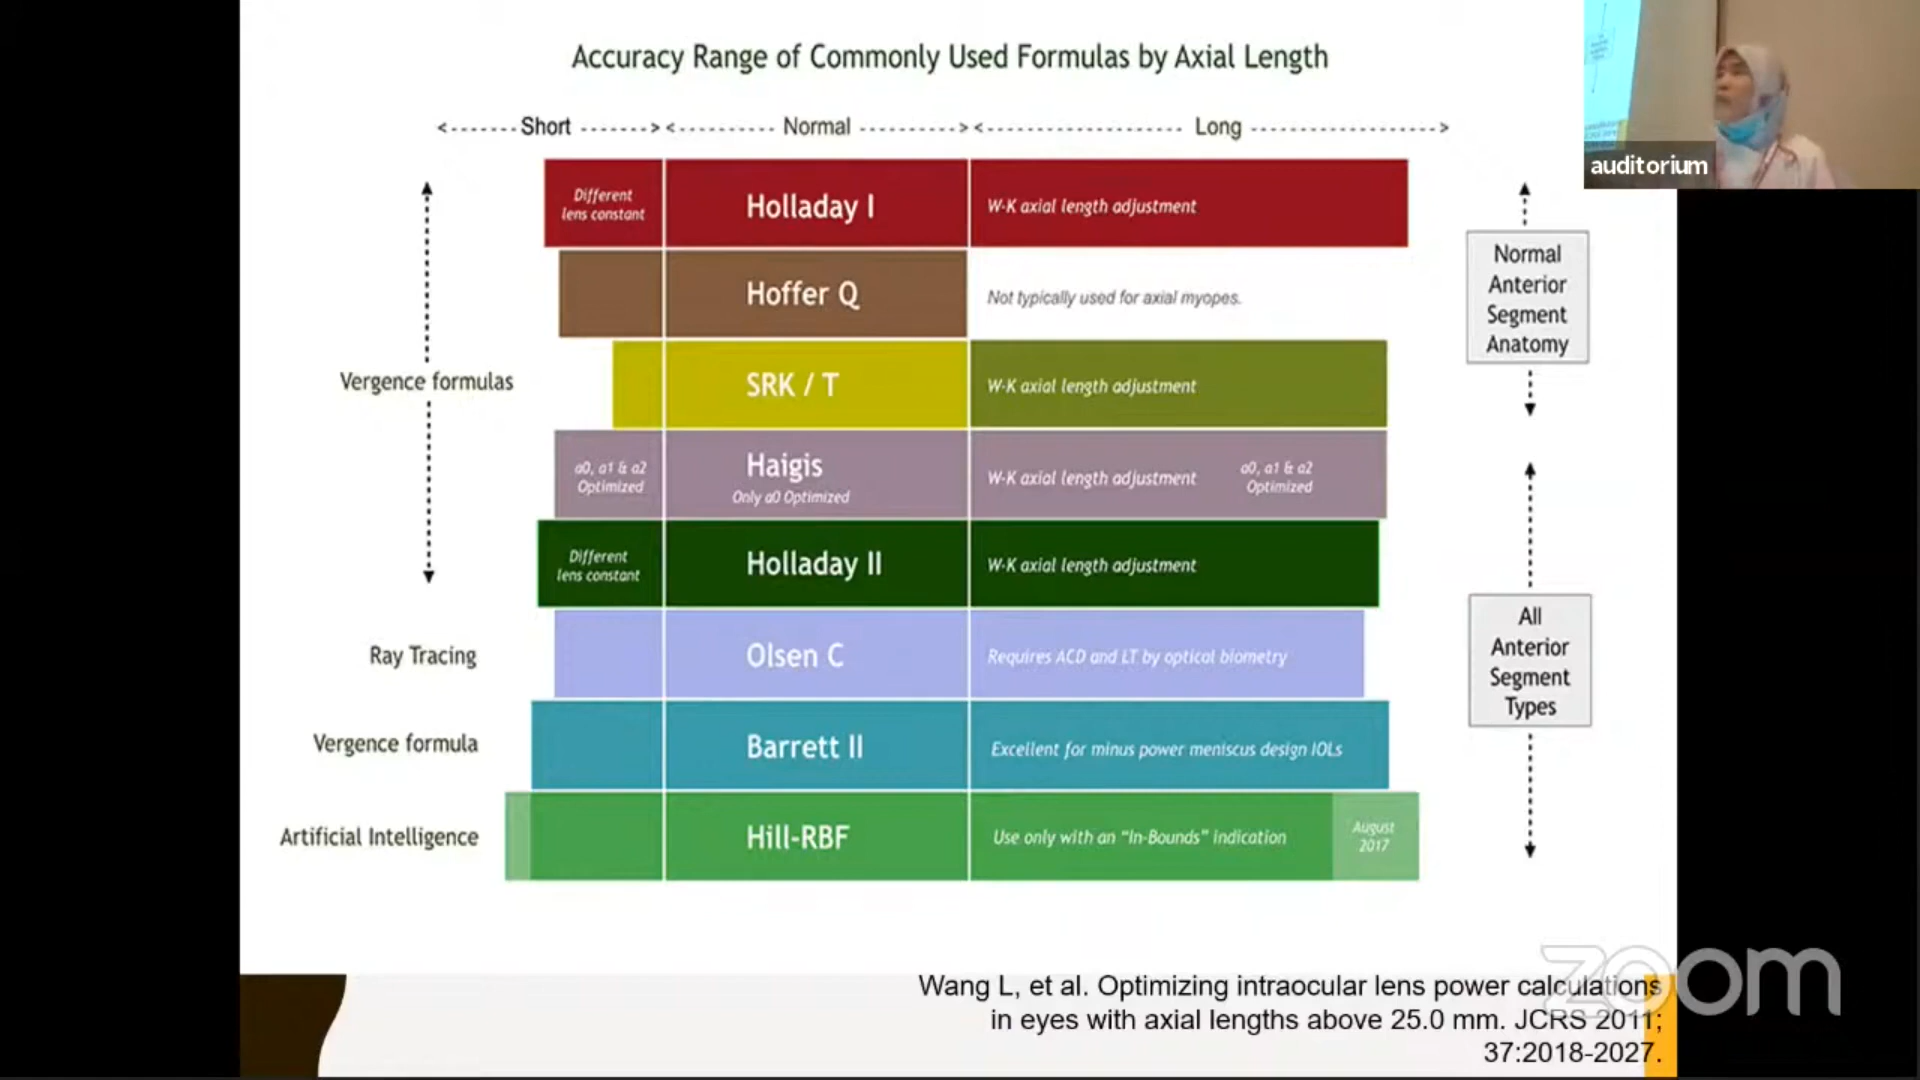 Accuracy Range of Commonly Used Formulas by Axial Length
Short
Normal
Long
auditorium
Different
lens constant
Holladay I
W-K axial length adjustment
Hoffer Q
Not typically used for axial myopes.
Normal
Anterior
Segment
Anatomy
Vergence formulas
SRK / T
W-K axial length adjustment
a0, a1 & a2
Optimized
Haigis
Only a0 Optimized
W-K axial length adjustment
a0, a1 & a2
Optimized
Different
lens constant
Holladay II
W-K axial length adjustment
All
Anterior
Segment
Types
Ray Tracing
Olsen C
Requires ACD and LT by optical biometry
Vergence formula
Barrett II
Excellent for minus power meniscus design IOLs
Artificial Intelligence
Hill-RBF
Use only with an “In-Bounds” indication
August
2017
Wang L, et al. Optimizing intraocular lens power calculations
in eyes with axial lengths above 25.0 mm. JCRS 2011;
37:2018-2027.
zoom